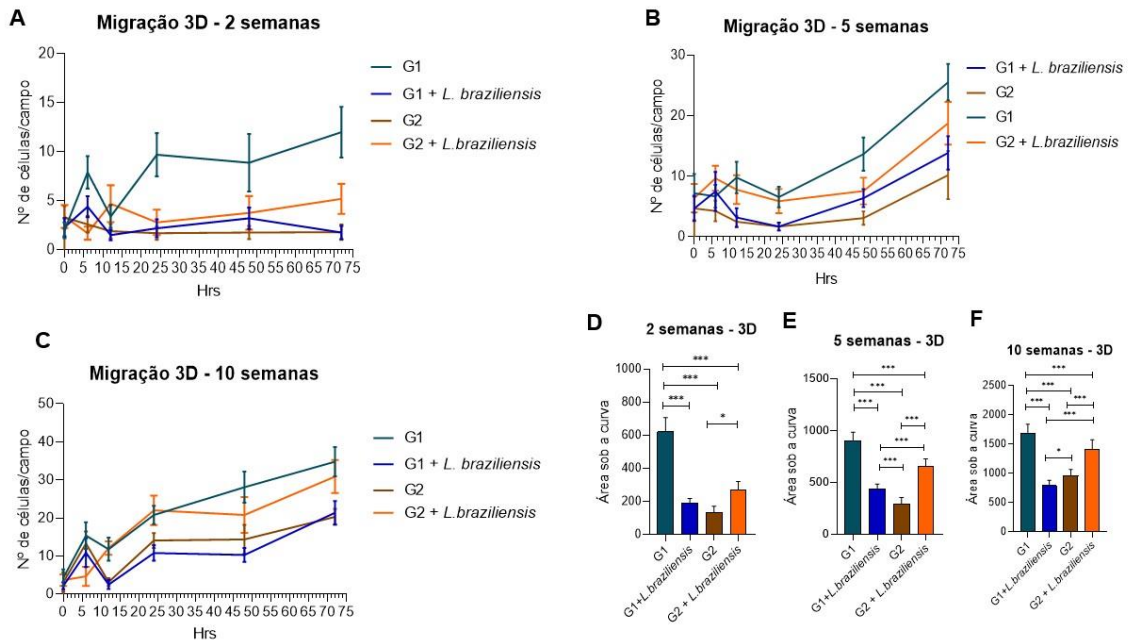 A
Migração 3D - 2 semanas
Nº de células/campo
20
15
10
5
0
0 5 10 15 20 25 30 35 40 45 50 55 60 65 70 75
Hrs
G1
G1 + L. braziliensis
G2
G2 + L.braziliensis
B
Migração 3D - 5 semanas
Nº de células/campo
30
20
10
0
0 5 10 15 20 25 30 35 40 45 50 55 60 65 70 75
Hrs
G1 + L. braziliensis
G2
G1
G2 + L.braziliensis
C
Migração 3D - 10 semanas
Nº de células/campo
50
40
30
20
10
0
0 5 10 15 20 25 30 35 40 45 50 55 60 65 70 75
Hrs
G1
G1 + L. braziliensis
G2
G2 + L.braziliensis
D
2 semanas - 3D
Área sob a curva
1000
800
600
400
200
0
***
***
***
*
G1
G1+L.braziliensis
G2
G2 + L.braziliensis
E
5 semanas - 3D
Área sob a curva
1500
1000
500
0
***
***
***
***
***
***
G1
G1+L.braziliensis
G2
G2 + L.braziliensis
F
10 semanas - 3D
Área sob a curva
2500
2000
1500
1000
500
0
***
***
*** ***
***
*
G1
G1+L.braziliensis
G2
G2 + L.braziliensis